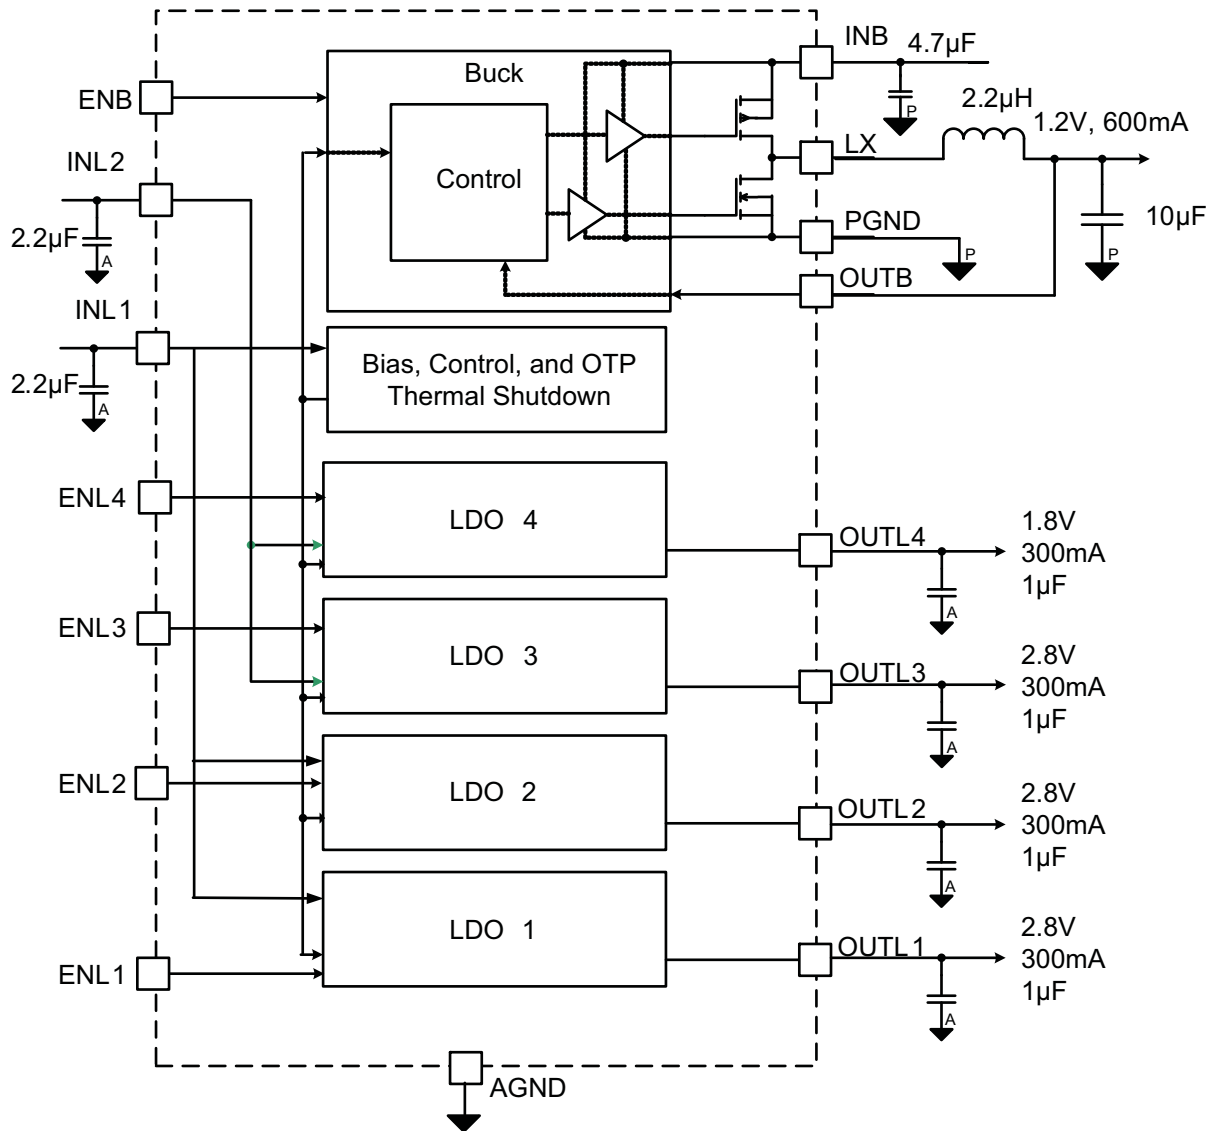 INB
4.7µF
Buck
ENB
2.2µH
P
1.2V, 600mA
LX
INL2
Control
10µF
PGND
2.2µF
A
P
P
OUTB
INL1
Bias, Control, and OTP
Thermal Shutdown
2.2µF
A
ENL4
LDO 4
OUTL4
1.8V
300mA
1µF
A
ENL3
LDO 3
OUTL3
2.8V
300mA
1µF
A
ENL2
LDO 2
OUTL2
2.8V
300mA
1µF
A
LDO 1
OUTL1
2.8V
300mA
1µF
ENL1
A
AGND